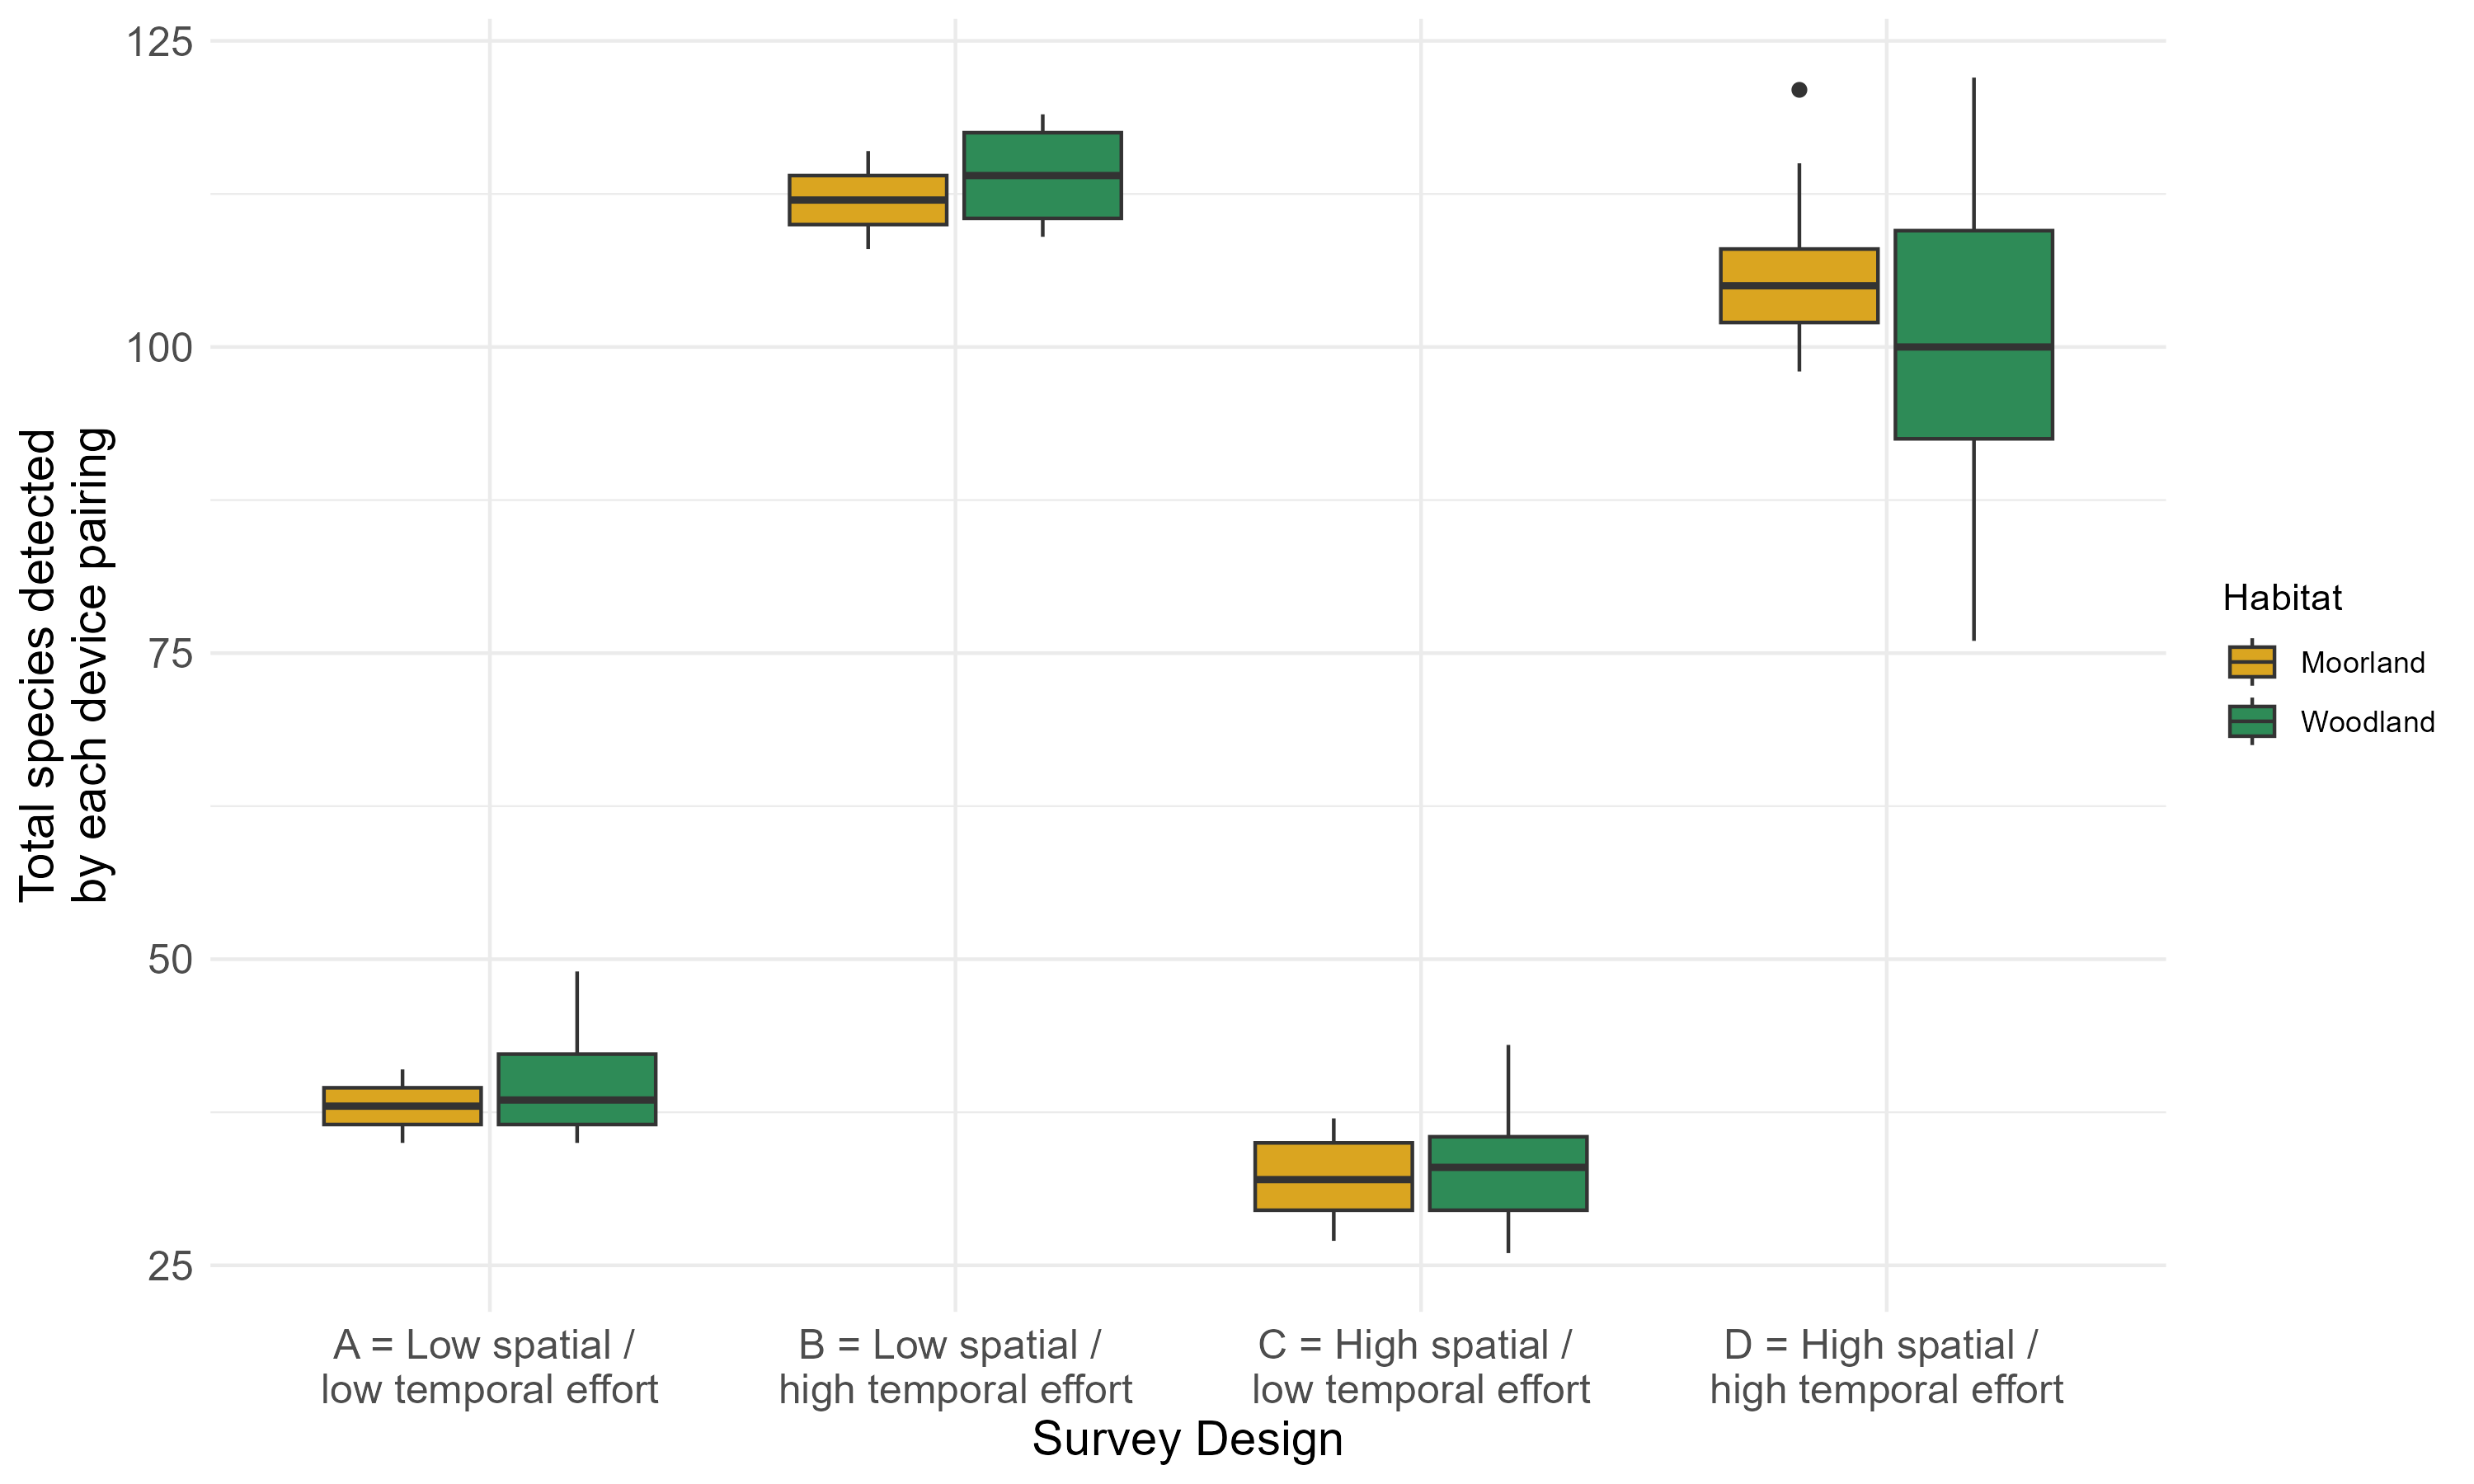 125
100
75
50
25
Total species detected
by each device pairing
A = Low spatial /
low temporal effort
B = Low spatial /
high temporal effort
C = High spatial /
low temporal effort
D = High spatial /
high temporal effort
Survey Design
Habitat
Moorland
Woodland